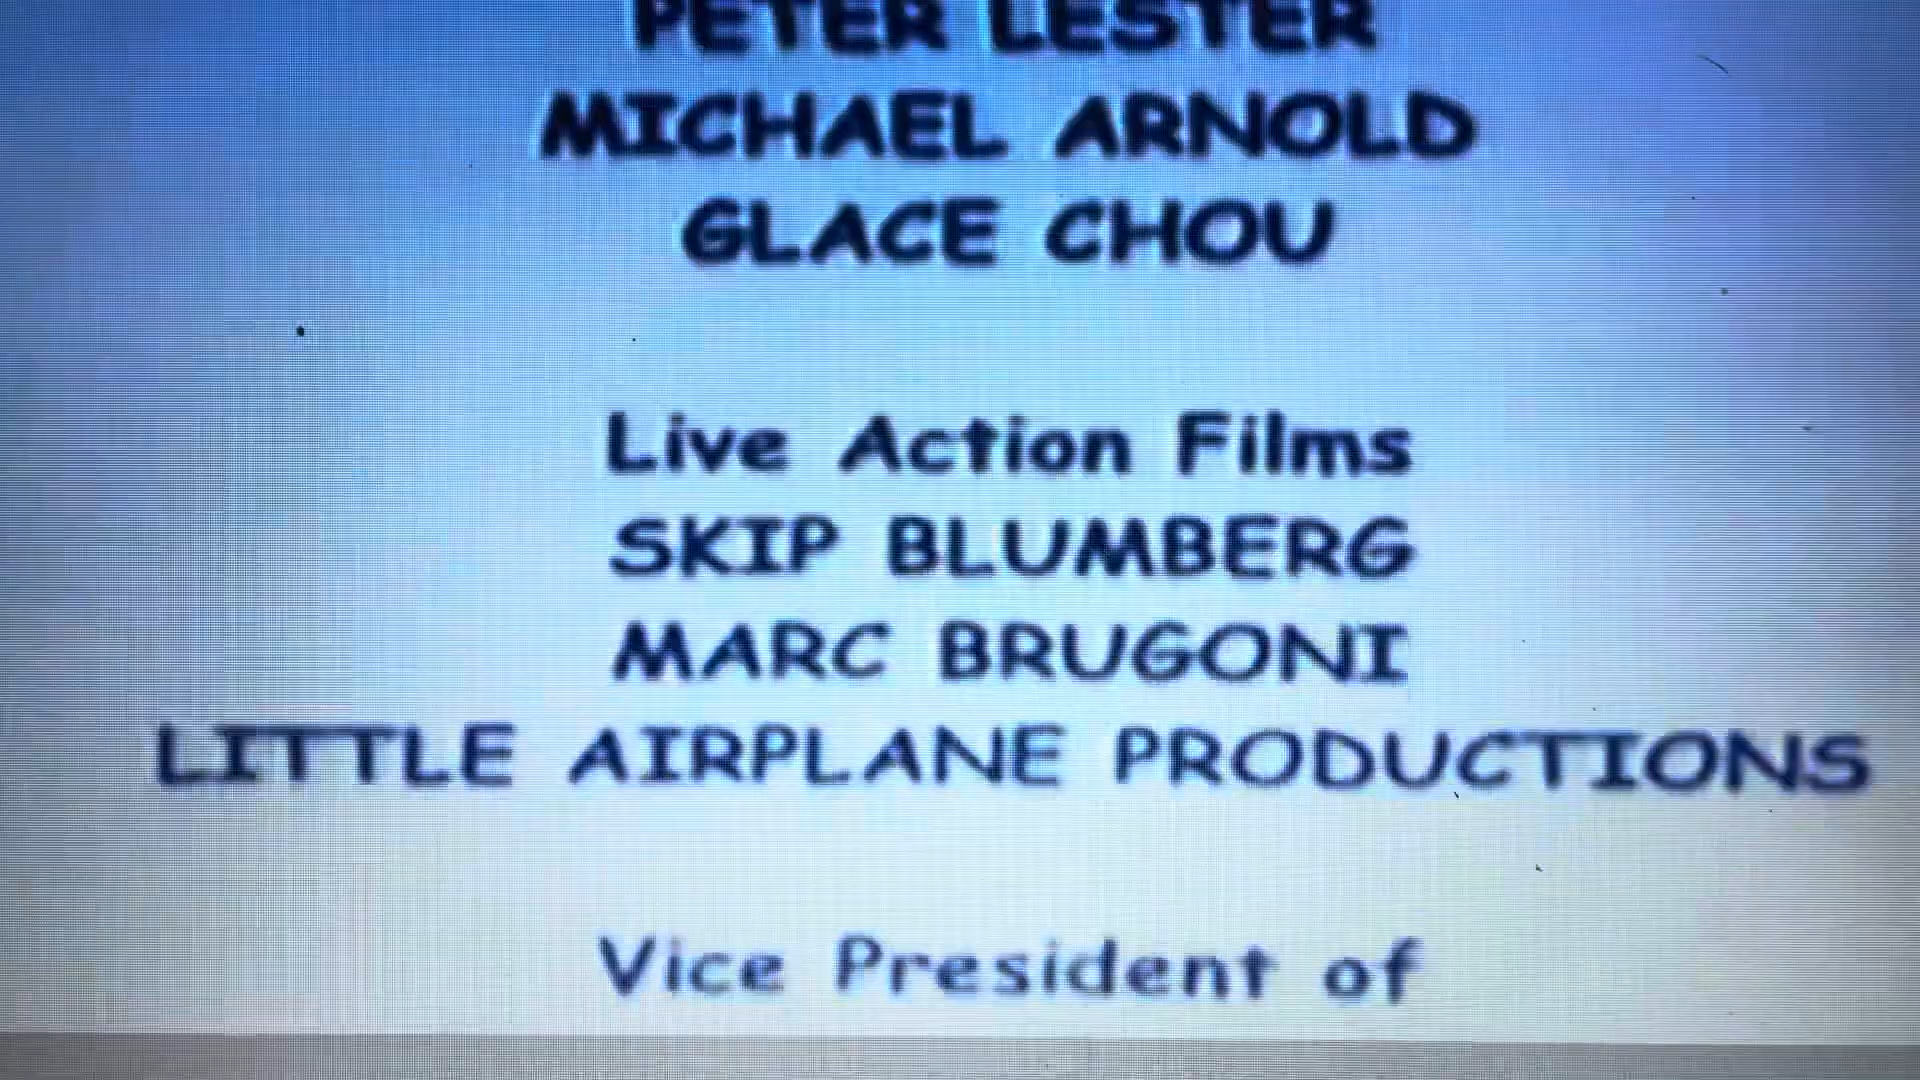 PETER LESTER
MICHAEL ARNOLD
GLACE CHOU
Live Action Films
SKIP BLUMBERG
MARC BRUGONI
LITTLE AIRPLANE PRODUCTIONS
Vice President of